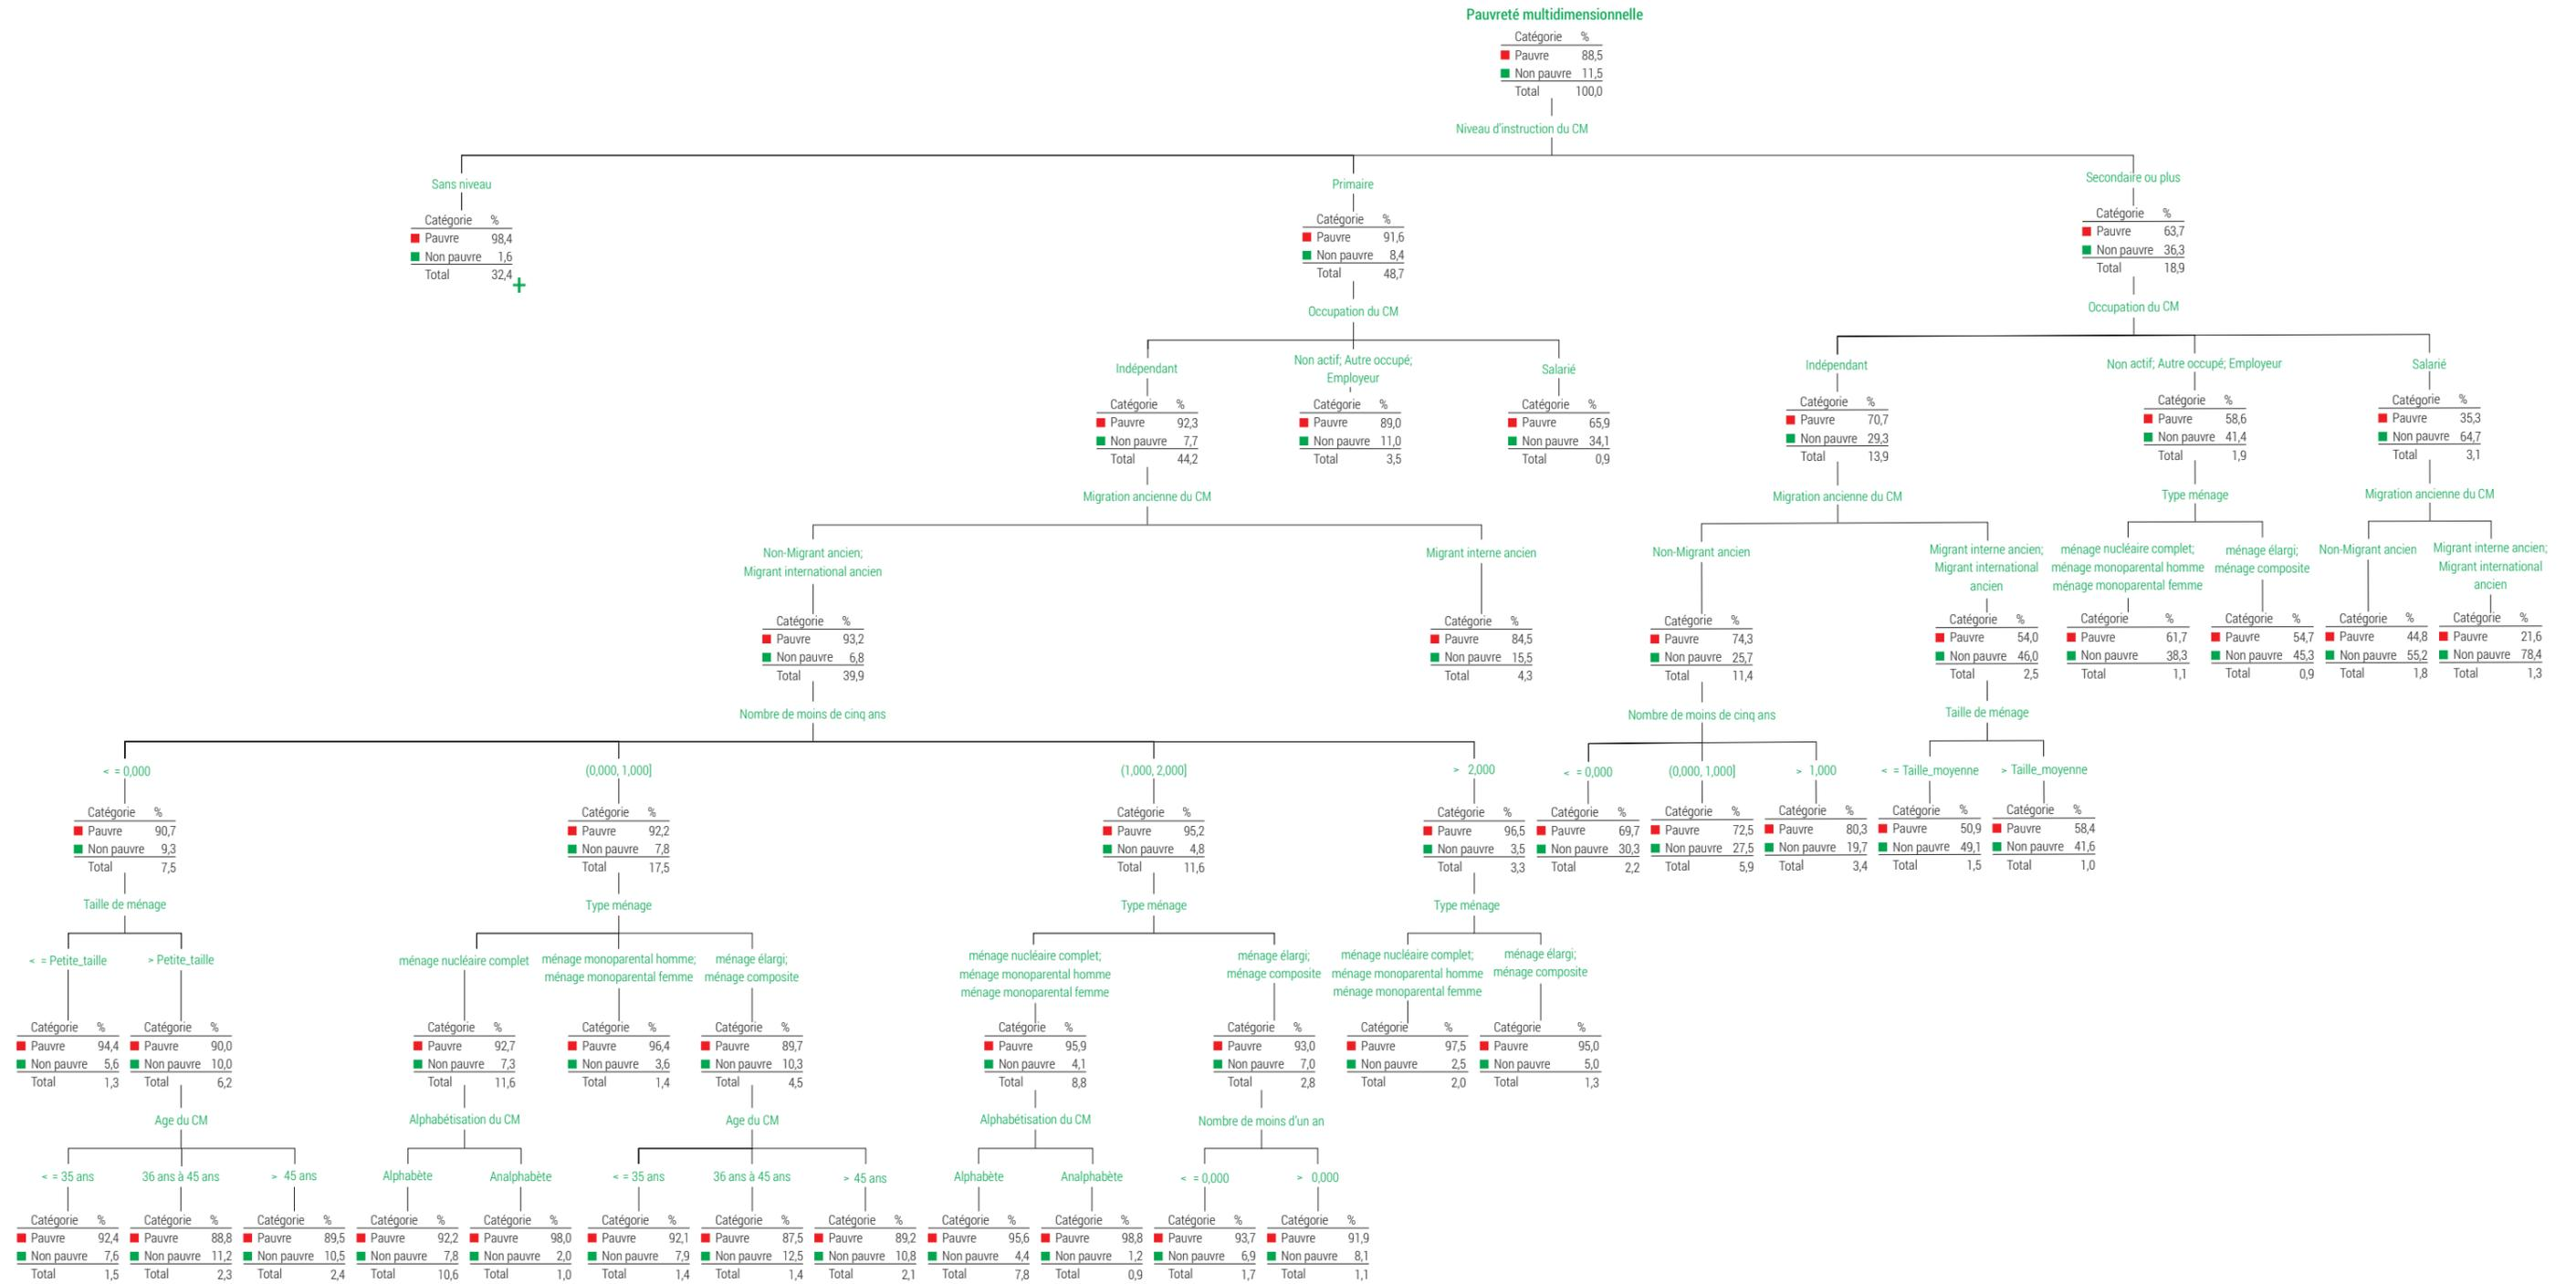 Pauvreté multidimensionnelle
Catégorie %
Pauvre 88,5
Non pauvre 11,5
Total 100,0
Niveau d'instruction du CM
Sans niveau
Catégorie %
Pauvre 98,4
Non pauvre 1,6
Total 32,4
+
Primaire
Catégorie %
Pauvre 91,6
Non pauvre 8,4
Total 48,7
Occupation du CM
Secondaire ou plus
Catégorie %
Pauvre 63,7
Non pauvre 36,3
Total 18,9
Occupation du CM
Indépendant
Catégorie %
Pauvre 92,3
Non pauvre 7,7
Total 44,2
Migration ancienne du CM
Non actif; Autre occupé;
Employeur
Catégorie %
Pauvre 89,0
Non pauvre 11,0
Total 3,5
Salarié
Catégorie %
Pauvre 65,9
Non pauvre 34,1
Total 0,9
Indépendant
Catégorie %
Pauvre 70,7
Non pauvre 29,3
Total 13,9
Migration ancienne du CM
Non actif; Autre occupé; Employeur
Catégorie %
Pauvre 58,6
Non pauvre 41,4
Total 1,9
Type ménage
Salarié
Catégorie %
Pauvre 35,3
Non pauvre 64,7
Total 3,1
Migration ancienne du CM
Non-Migrant ancien;
Migrant international ancien
Catégorie %
Pauvre 93,2
Non pauvre 6,8
Total 39,9
Nombre de moins de cinq ans
Migrant interne ancien
Catégorie %
Pauvre 84,5
Non pauvre 15,5
Total 4,3
Non-Migrant ancien
Catégorie %
Pauvre 74,3
Non pauvre 25,7
Total 11,4
Nombre de moins de cinq ans
Migrant interne ancien;
Migrant international
ancien
Catégorie %
Pauvre 54,0
Non pauvre 46,0
Total 2,5
Taille de ménage
ménage nucléaire complet;
ménage monoparental homme
ménage monoparental femme
Catégorie %
Pauvre 61,7
Non pauvre 38,3
Total 1,1
ménage élargi;
ménage composite
Catégorie %
Pauvre 54,7
Non pauvre 45,3
Total 0,9
Non-Migrant ancien
Catégorie %
Pauvre 44,8
Non pauvre 55,2
Total 1,8
Migrant interne ancien;
Migrant international
ancien
Catégorie %
Pauvre 21,6
Non pauvre 78,4
Total 1,3
< = 0,000
Catégorie %
Pauvre 90,7
Non pauvre 9,3
Total 7,5
Taille de ménage
(0,000, 1,000]
Catégorie %
Pauvre 92,2
Non pauvre 7,8
Total 17,5
Type ménage
(1,000, 2,000]
Catégorie %
Pauvre 95,2
Non pauvre 4,8
Total 11,6
Type ménage
> 2,000
Catégorie %
Pauvre 96,5
Non pauvre 3,5
Total 3,3
Type ménage
< = 0,000
Catégorie %
Pauvre 69,7
Non pauvre 30,3
Total 2,2
(0,000, 1,000]
Catégorie %
Pauvre 72,5
Non pauvre 27,5
Total 5,9
> 1,000
Catégorie %
Pauvre 80,3
Non pauvre 19,7
Total 3,4
< = Taille_moyenne
Catégorie %
Pauvre 50,9
Non pauvre 49,1
Total 1,5
> Taille_moyenne
Catégorie %
Pauvre 58,4
Non pauvre 41,6
Total 1,0
< = Petite_taille
Catégorie %
Pauvre 94,4
Non pauvre 5,6
Total 1,3
> Petite_taille
Catégorie %
Pauvre 90,0
Non pauvre 10,0
Total 6,2
Age du CM
ménage nucléaire complet
Catégorie %
Pauvre 92,7
Non pauvre 7,3
Total 11,6
Alphabétisation du CM
ménage monoparental homme;
ménage monoparental femme
Catégorie %
Pauvre 96,4
Non pauvre 3,6
Total 1,4
ménage élargi;
ménage composite
Catégorie %
Pauvre 89,7
Non pauvre 10,3
Total 4,5
Age du CM
ménage nucléaire complet;
ménage monoparental homme
ménage monoparental femme
Catégorie %
Pauvre 95,9
Non pauvre 4,1
Total 8,8
Alphabétisation du CM
ménage élargi;
ménage composite
Catégorie %
Pauvre 93,0
Non pauvre 7,0
Total 2,8
Nombre de moins d'un an
ménage nucléaire complet;
ménage monoparental homme
ménage monoparental femme
Catégorie %
Pauvre 97,5
Non pauvre 2,5
Total 2,0
ménage élargi;
ménage composite
Catégorie %
Pauvre 95,0
Non pauvre 5,0
Total 1,3
< = 35 ans
Catégorie %
Pauvre 92,4
Non pauvre 7,6
Total 1,5
36 ans à 45 ans
Catégorie %
Pauvre 88,8
Non pauvre 11,2
Total 2,3
> 45 ans
Catégorie %
Pauvre 89,5
Non pauvre 10,5
Total 2,4
Alphabète
Catégorie %
Pauvre 92,2
Non pauvre 7,8
Total 10,6
Analphabète
Catégorie %
Pauvre 98,0
Non pauvre 2,0
Total 1,0
< = 35 ans
Catégorie %
Pauvre 92,1
Non pauvre 7,9
Total 1,4
36 ans à 45 ans
Catégorie %
Pauvre 87,5
Non pauvre 12,5
Total 1,4
> 45 ans
Catégorie %
Pauvre 89,2
Non pauvre 10,8
Total 2,1
Alphabète
Catégorie %
Pauvre 95,6
Non pauvre 4,4
Total 7,8
Analphabète
Catégorie %
Pauvre 98,8
Non pauvre 1,2
Total 0,9
< = 0,000
Catégorie %
Pauvre 93,7
Non pauvre 6,9
Total 1,7
> 0,000
Catégorie %
Pauvre 91,9
Non pauvre 8,1
Total 1,1